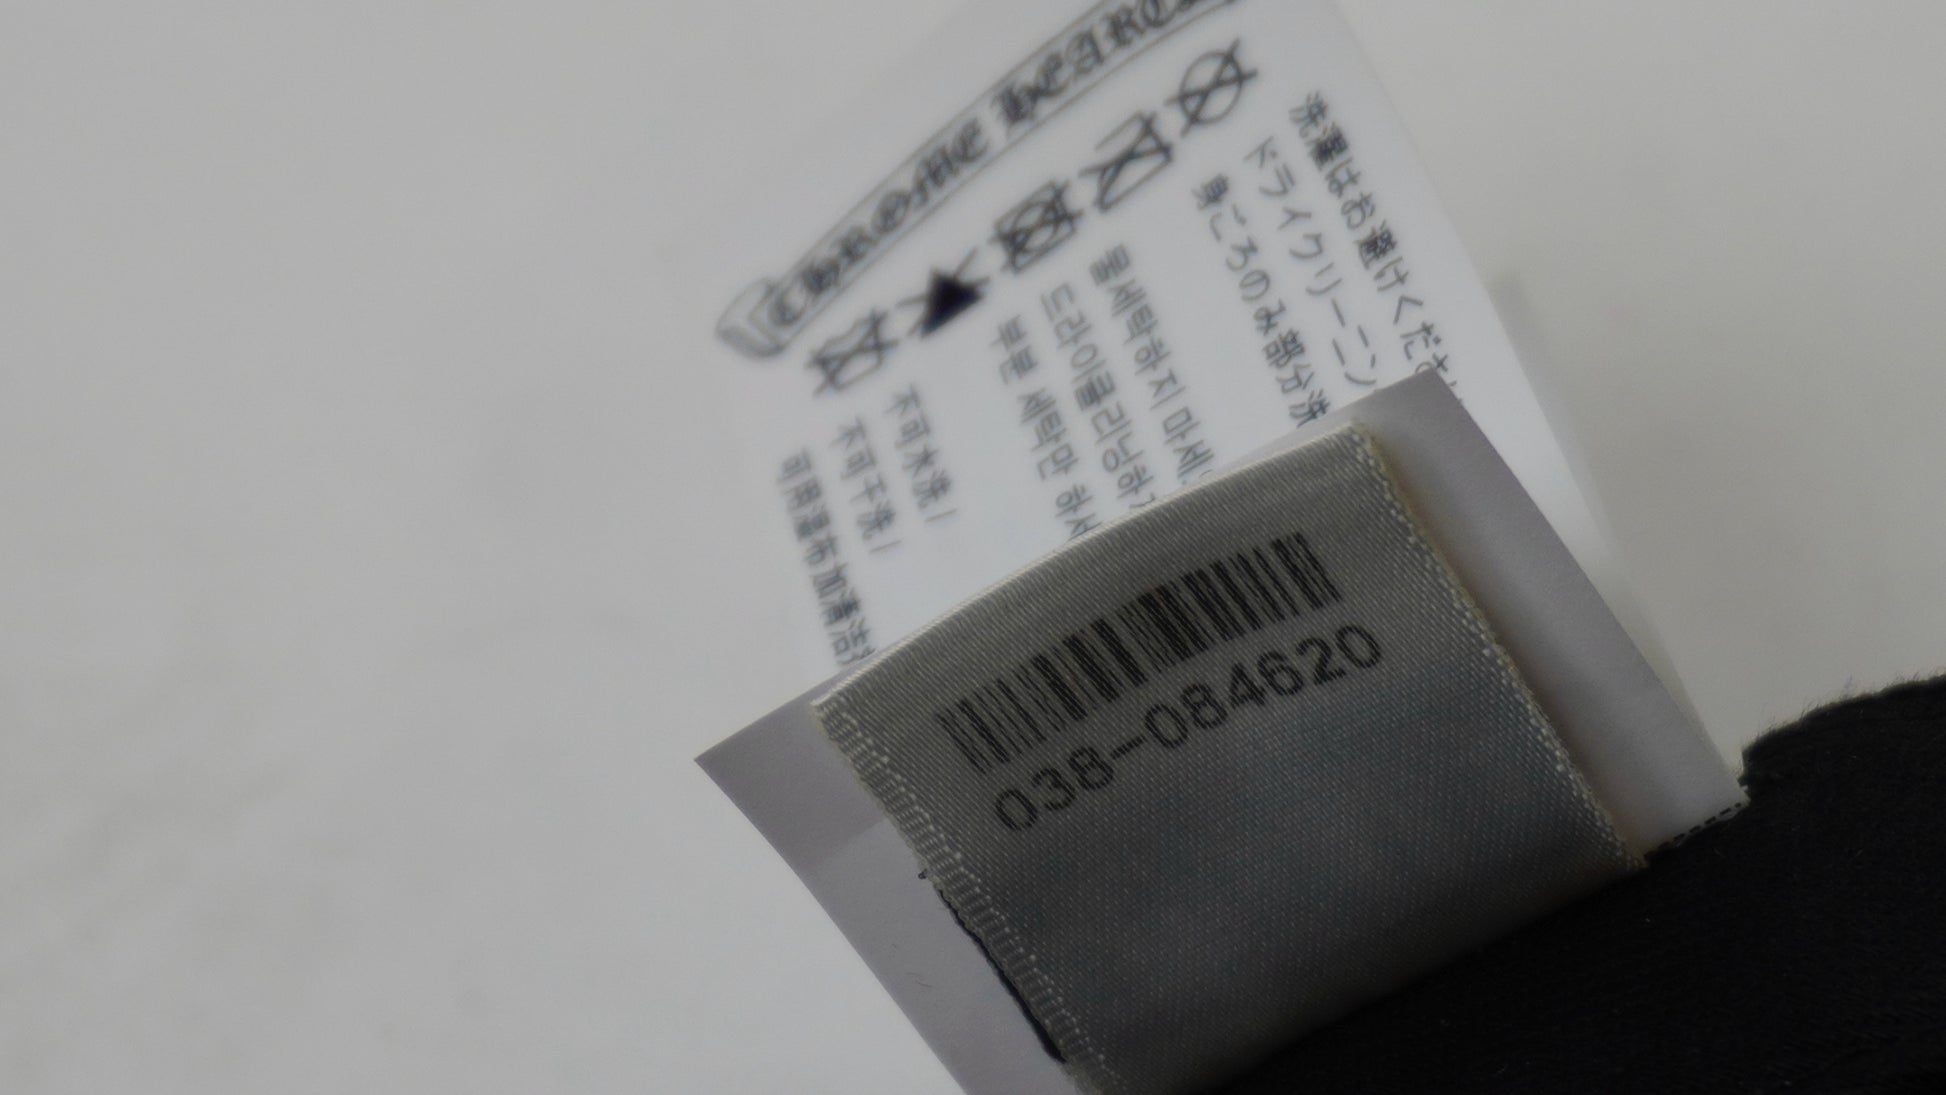 CHROME HEARTS
洗濯はお避けくださ
ドライクリーニン
身ごろのみ部分洗
물세탁하지 마세
드라이클리닝하
부분 세탁만 하
不可水洗/
不可干洗/
可用湿布加清洁
038-084620